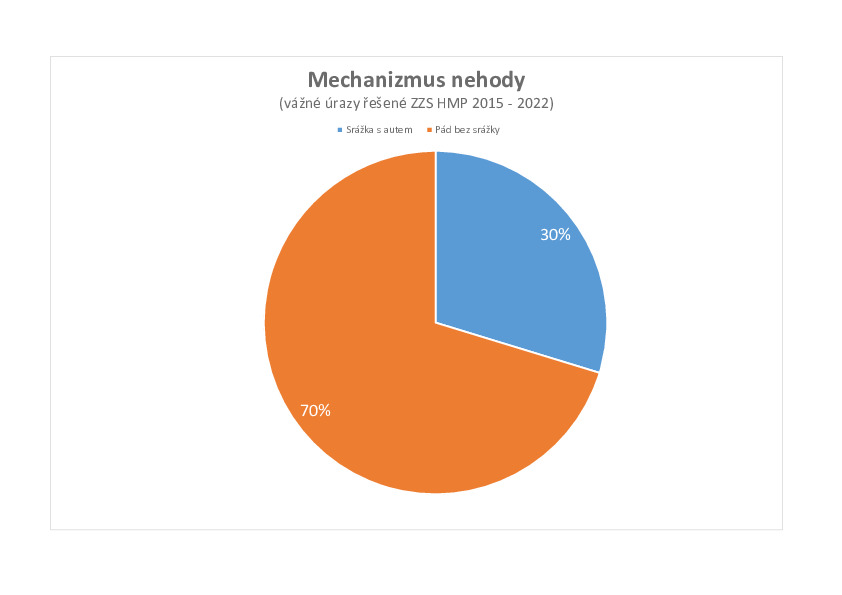 Mechanizmus nehody
(vážné úrazy řešené ZZS HMP 2015 - 2022)
Srážka s autem Pád bez srážky
30%
70%